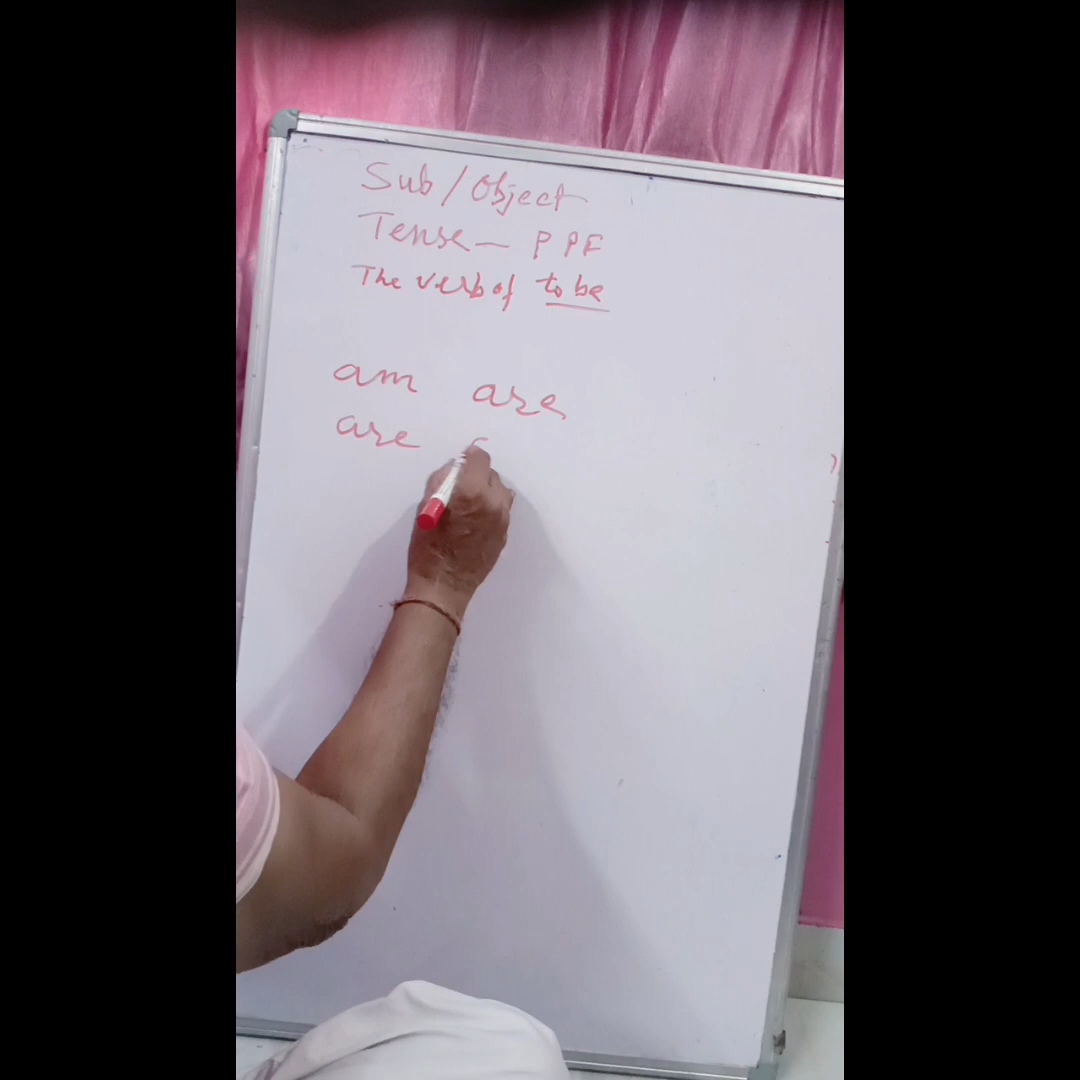 Sub/Object
Tense- PPF
The verb of to be
am are
are